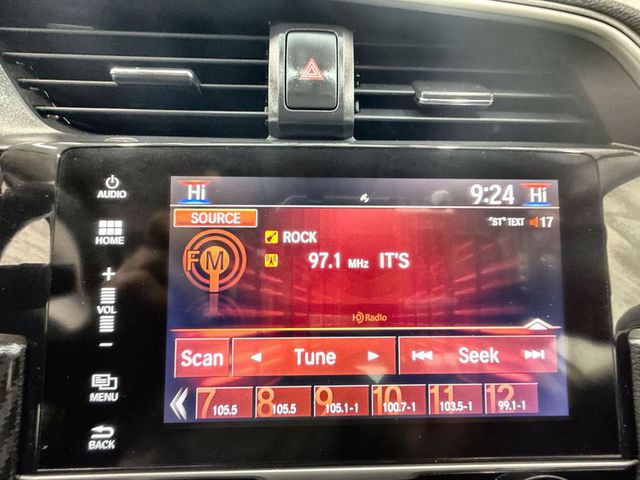 AUDIO
Hi
9:24
Hi
SOURCE
"ST" TEXT
17
HOME
FM
ROCK
97.1 MHz IT'S
+
VOL
−
HD Radio
Scan
Tune
Seek
MENU
7 105.5
8 105.5
9 105.1-1
10 100.7-1
11 103.5-1
12 99.1-1
BACK